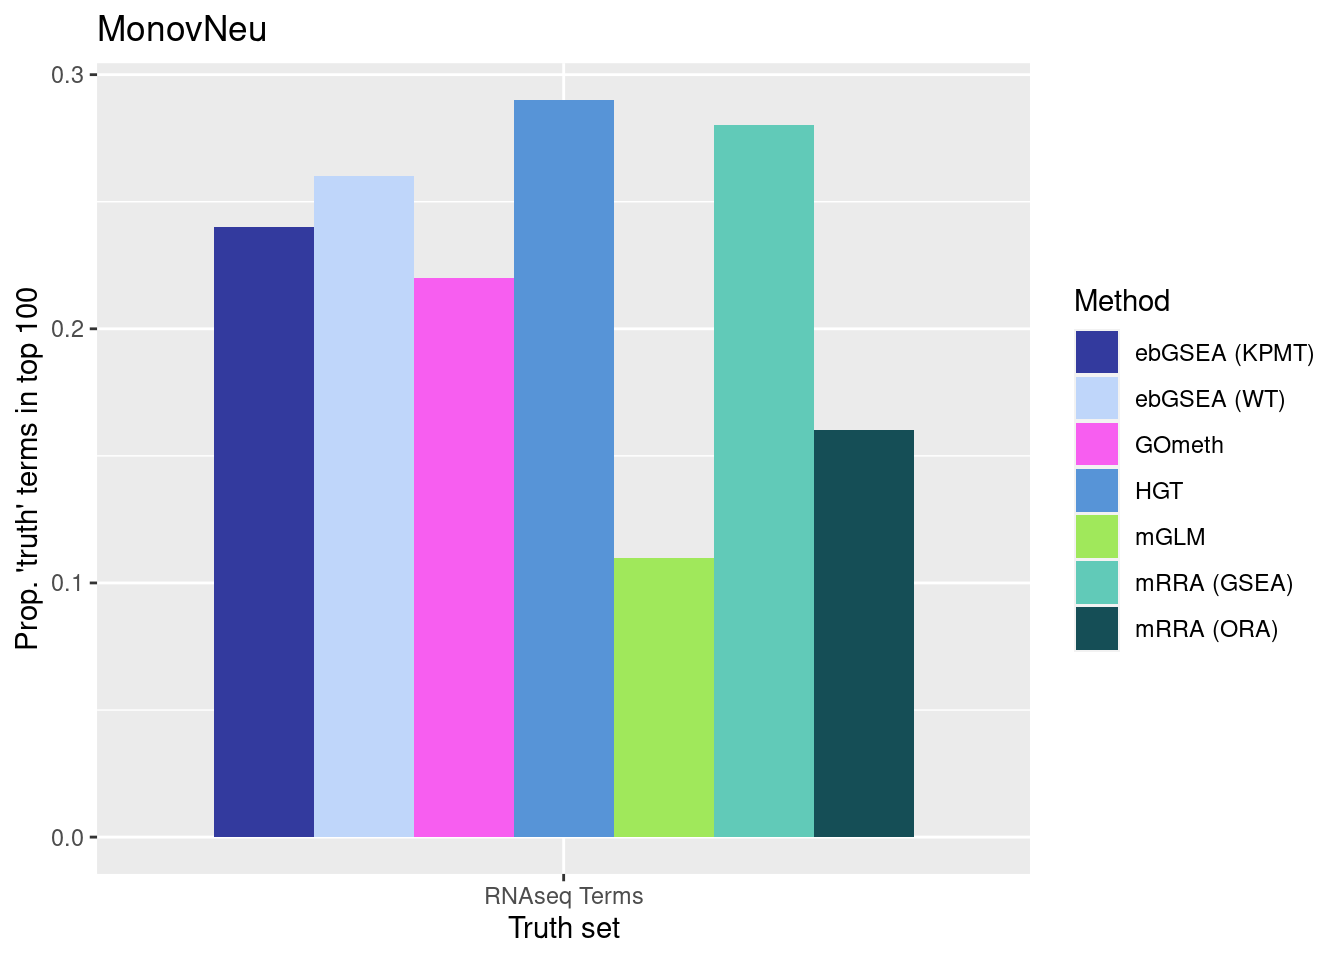 MonovNeu
0.3
0.2
0.1
0.0
Prop. 'truth' terms in top 100
RNAseq Terms
Truth set
Method
ebGSEA (KPMT)
ebGSEA (WT)
GOmeth
HGT
mGLM
mRRA (GSEA)
mRRA (ORA)